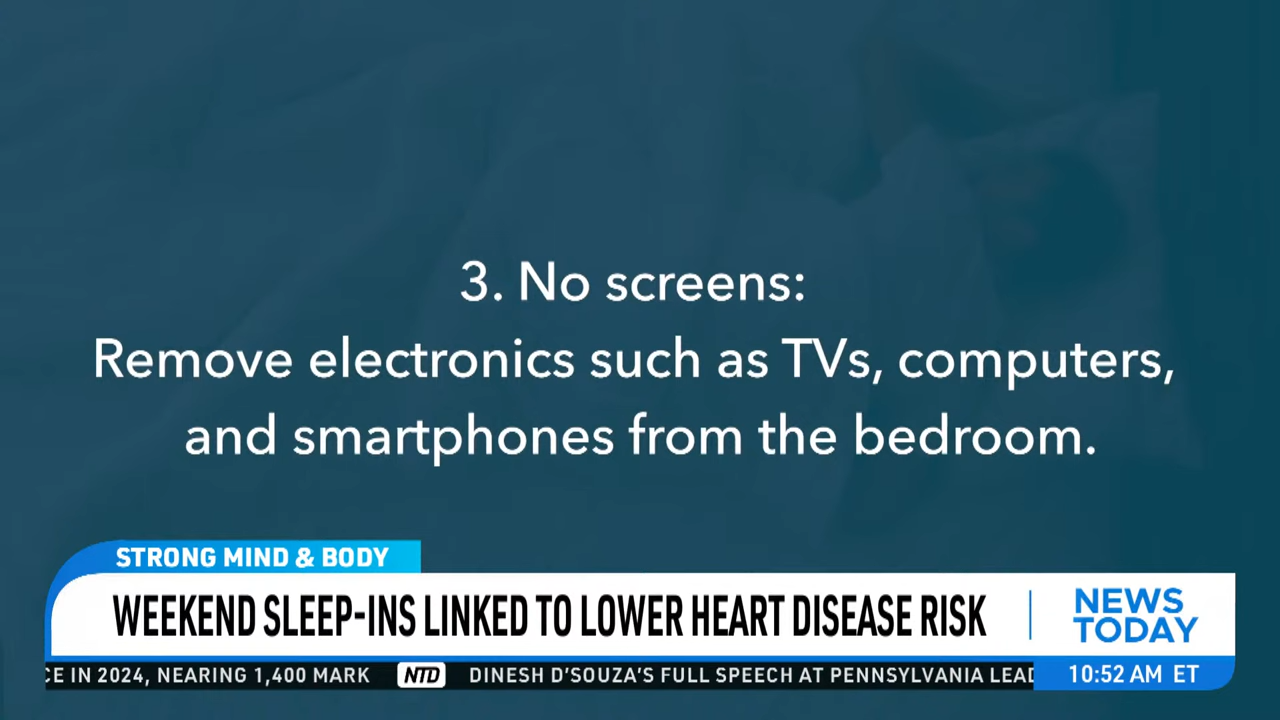 3. No screens:
Remove electronics such as TVs, computers,
and smartphones from the bedroom.
STRONG MIND & BODY
WEEKEND SLEEP-INS LINKED TO LOWER HEART DISEASE RISK
NEWS
TODAY
IN 2024, NEARING 1,400 MARK NTD DINESH D'SOUZA'S FULL SPEECH AT PENNSYLVANIA
10:52 AM ET